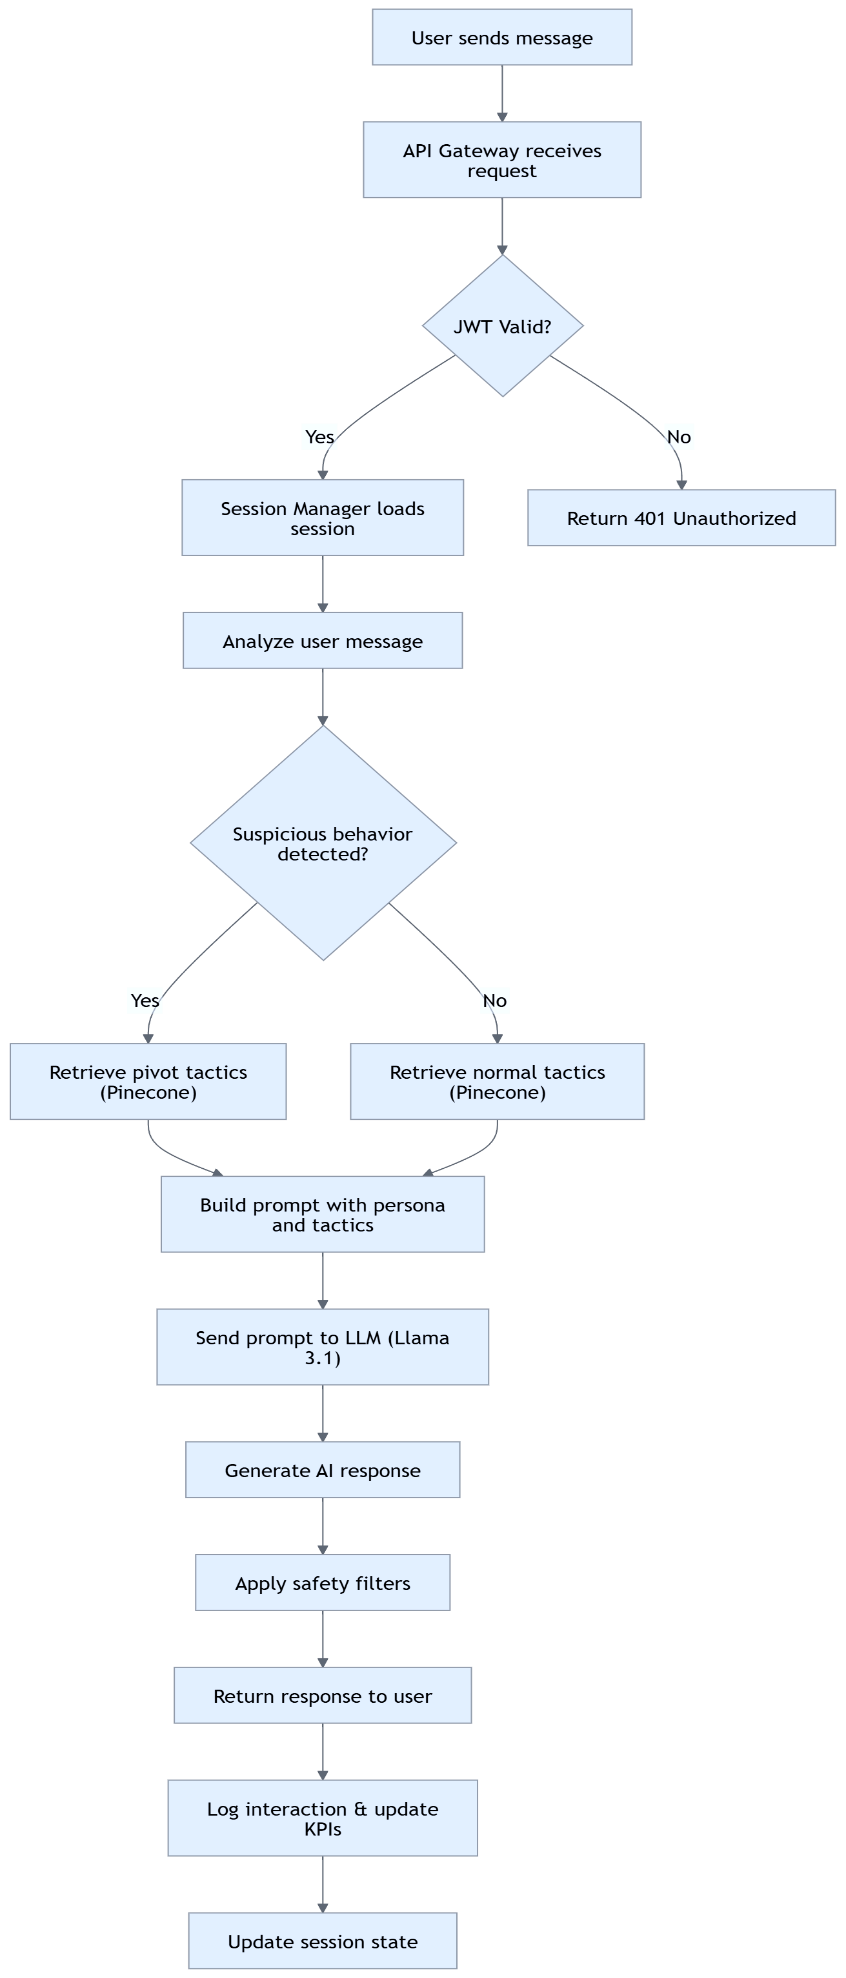 User sends message
API Gateway receives
request
JWT Valid?
Yes
No
Session Manager loads
session
Return 401 Unauthorized
Analyze user message
Suspicious behavior
detected?
Yes
No
Retrieve pivot tactics
(Pinecone)
Retrieve normal tactics
(Pinecone)
Build prompt with persona
and tactics
Send prompt to LLM (Llama
3.1)
Generate AI response
Apply safety filters
Return response to user
Log interaction & update
KPIs
Update session state